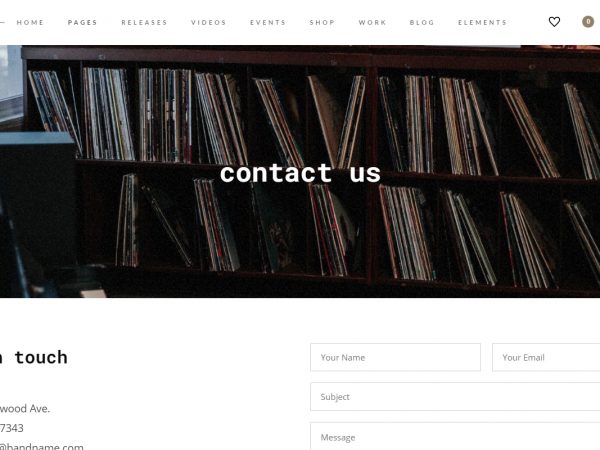 HOME PAGES RELEASES VIDEOS EVENTS SHOP WORK BLOG ELEMENTS 0
contact us
touch
Your Name Your Email
Subject
wood Ave.
7343
@bandname.com
Message